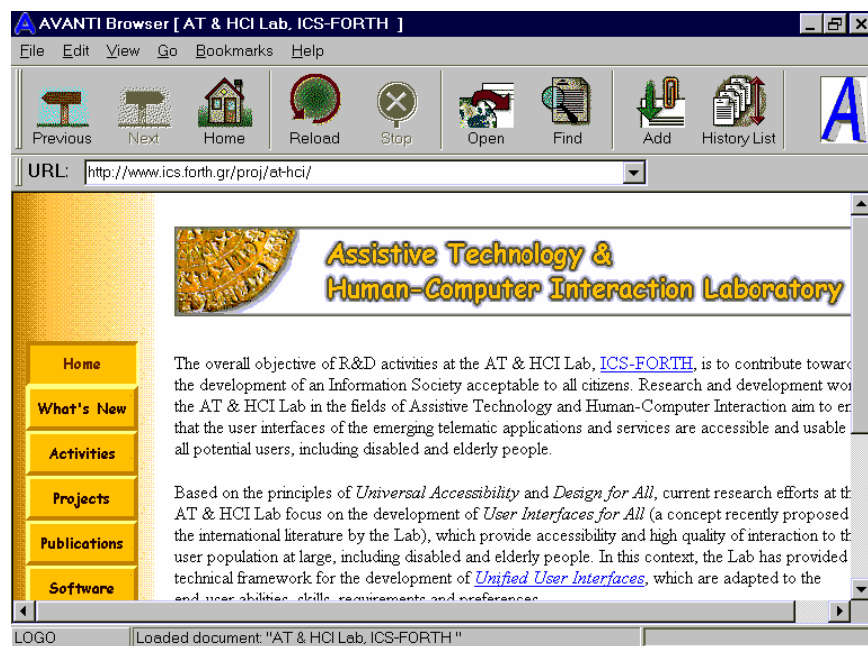 AVANTI Browser [ AT & HCI Lab, ICS-FORTH ]
File Edit View Go Bookmarks Help
Previous Next Home Reload Stop Open Find Add History List
A
URL: http://www.ics.forth.gr/proj/at-hci/
Assistive Technology &
Human-Computer Interaction Laboratory
Home
What's New
Activities
Projects
Publications
Software
The overall objective of R&D activities at the AT & HCI Lab, ICS-FORTH, is to contribute towar
the development of an Information Society acceptable to all citizens. Research and development wo
the AT & HCI Lab in the fields of Assistive Technology and Human-Computer Interaction aim to en
that the user interfaces of the emerging telematic applications and services are accessible and usable
all potential users, including disabled and elderly people.
Based on the principles of Universal Accessibility and Design for All, current research efforts at th
AT & HCI Lab focus on the development of User Interfaces for All (a concept recently proposed
the international literature by the Lab), which provide accessibility and high quality of interaction to th
user population at large, including disabled and elderly people. In this context, the Lab has provided
technical framework for the development of Unified User Interfaces, which are adapted to the
end-user abilities, skills, requirements and preferences.
LOGO Loaded document: "AT & HCI Lab, ICS-FORTH "